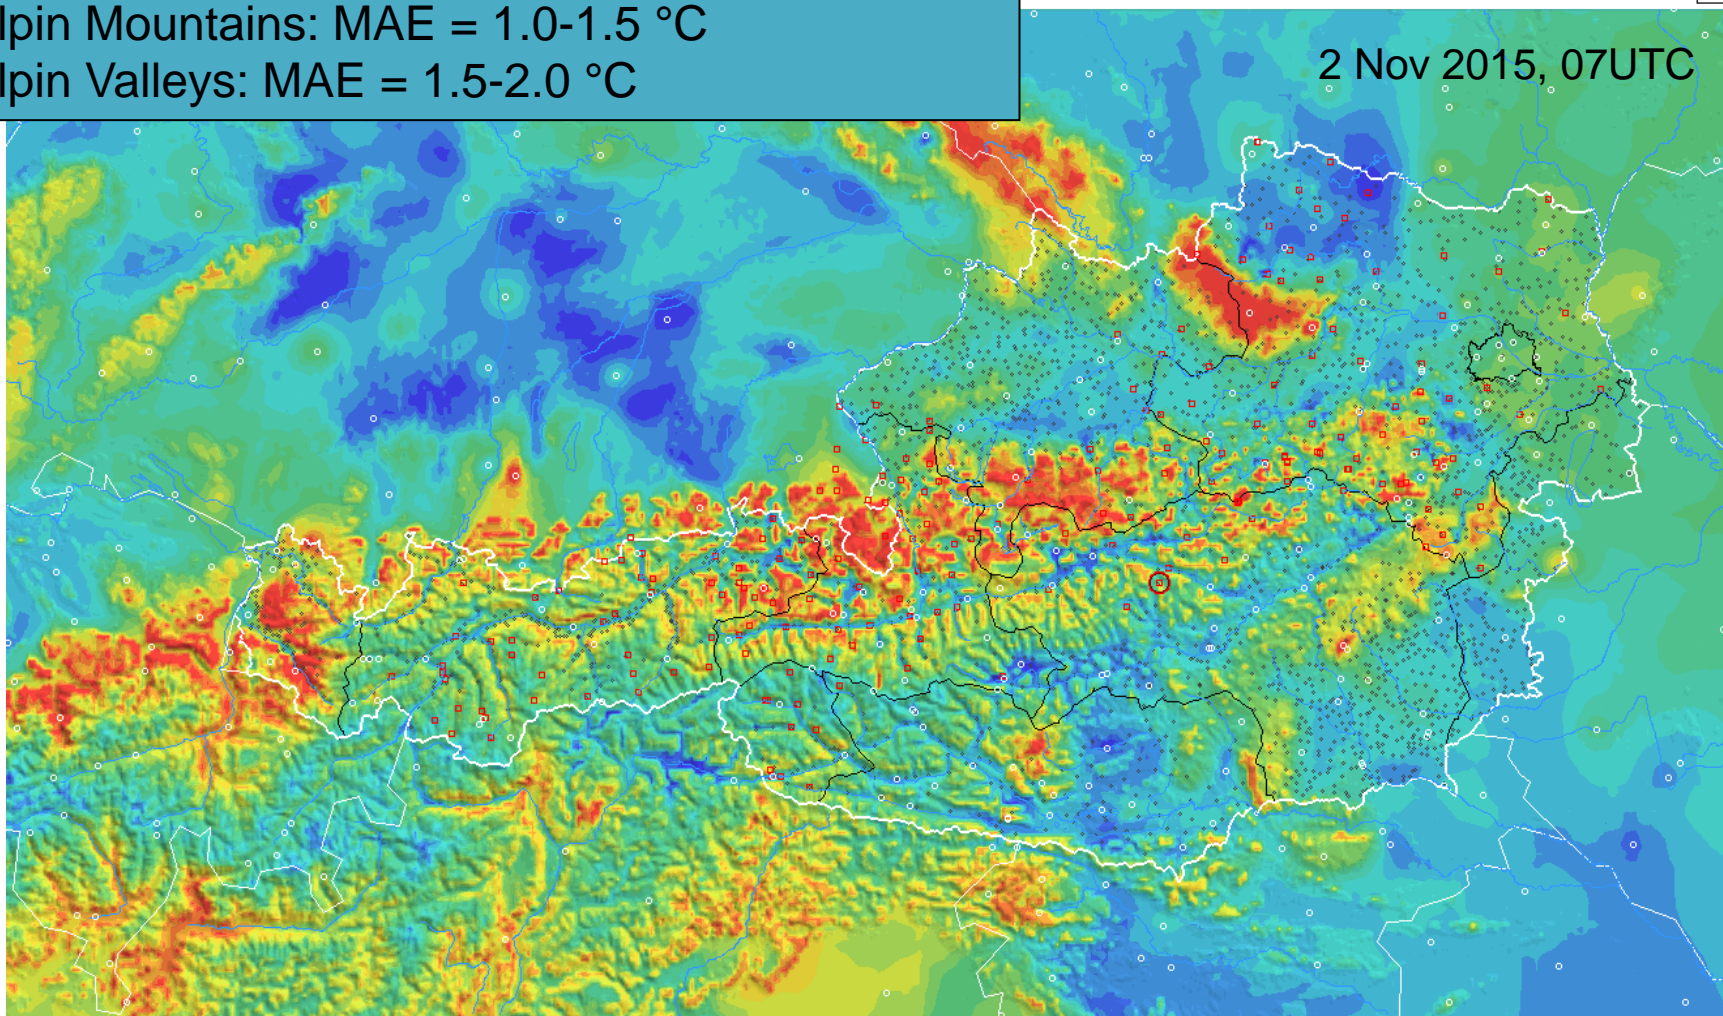 lpin Mountains: MAE = 1.0-1.5 °C
lpin Valleys: MAE = 1.5-2.0 °C
2 Nov 2015, 07UTC